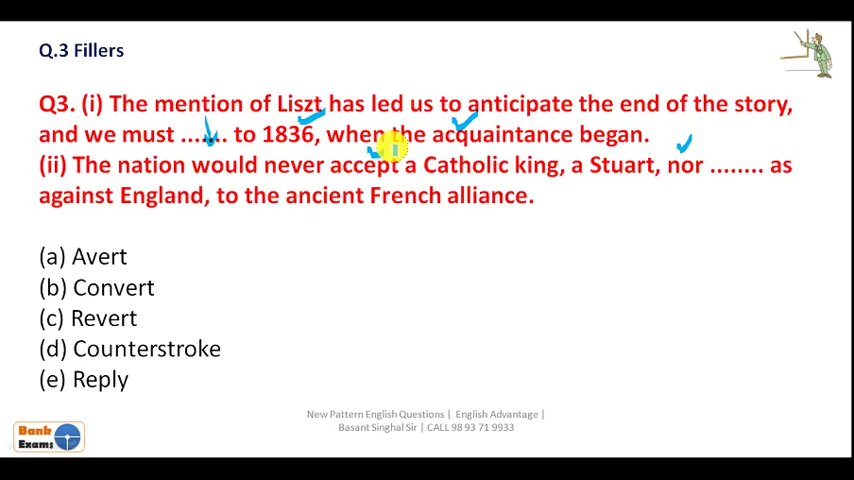 Q.3 Fillers
Q3. (i) The mention of Liszt has led us to anticipate the end of the story,
and we must ........ to 1836, when the acquaintance began.
(ii) The nation would never accept a Catholic king, a Stuart, nor ........ as
against England, to the ancient French alliance.
(a) Avert
(b) Convert
(c) Revert
(d) Counterstroke
(e) Reply
New Pattern English Questions | English Advantage |
Basant Singhal Sir | CALL 98 93 71 9933
Bank
Exams